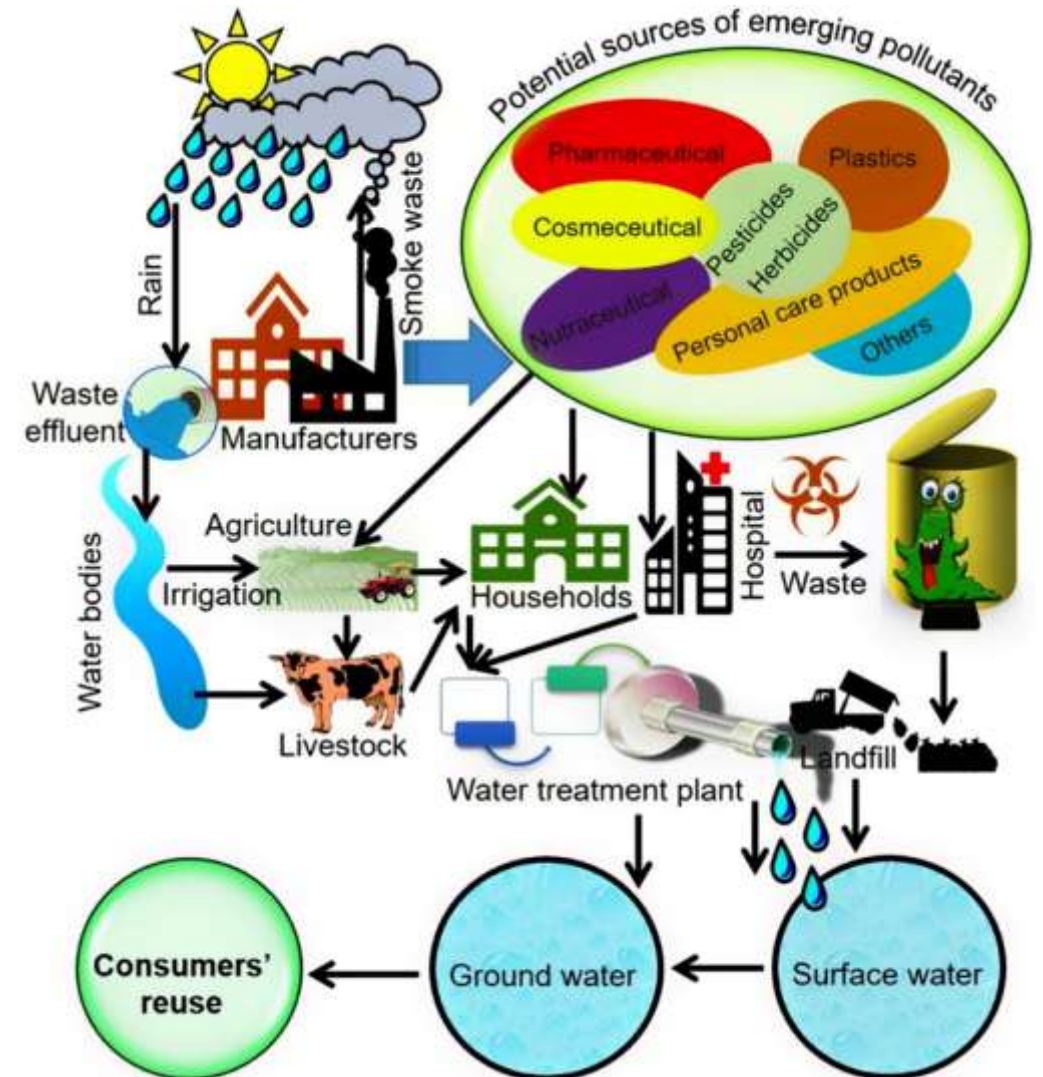 Potential sources of emerging pollutants
Pharmaceutical
Plastics
Cosmeceutical
Pesticides
Herbicides
Nutraceutical
Personal care products
Others
Rain
Smoke waste
Waste
effluent
Manufacturers
Water bodies
Agriculture
Irrigation
Households
Hospital
Waste
Livestock
Landfill
Water treatment plant
Consumers'
reuse
Ground water
Surface water